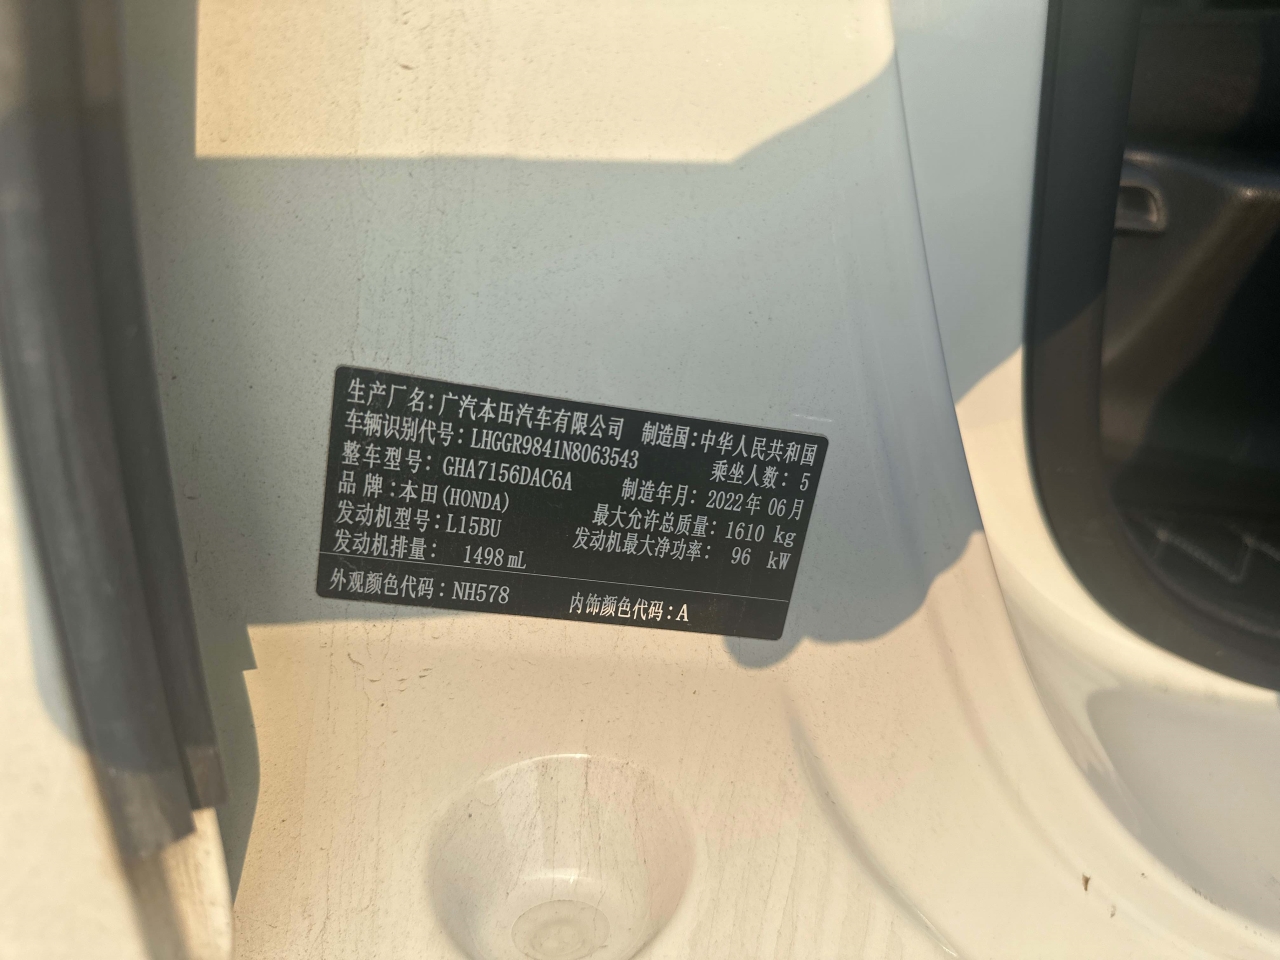 生产厂名：广汽本田汽车有限公司 制造国：中华人民共和国
车辆识别代号：LHGGR9841N8063543 乘坐人数：5
整车型号：GHA7156DAC6A 制造年月：2022年06月
品牌：本田(HONDA) 最大允许总质量：1610 kg
发动机型号：L15BU 发动机最大净功率：96 kW
发动机排量：1498mL
外观颜色代码：NH578 内饰颜色代码：A